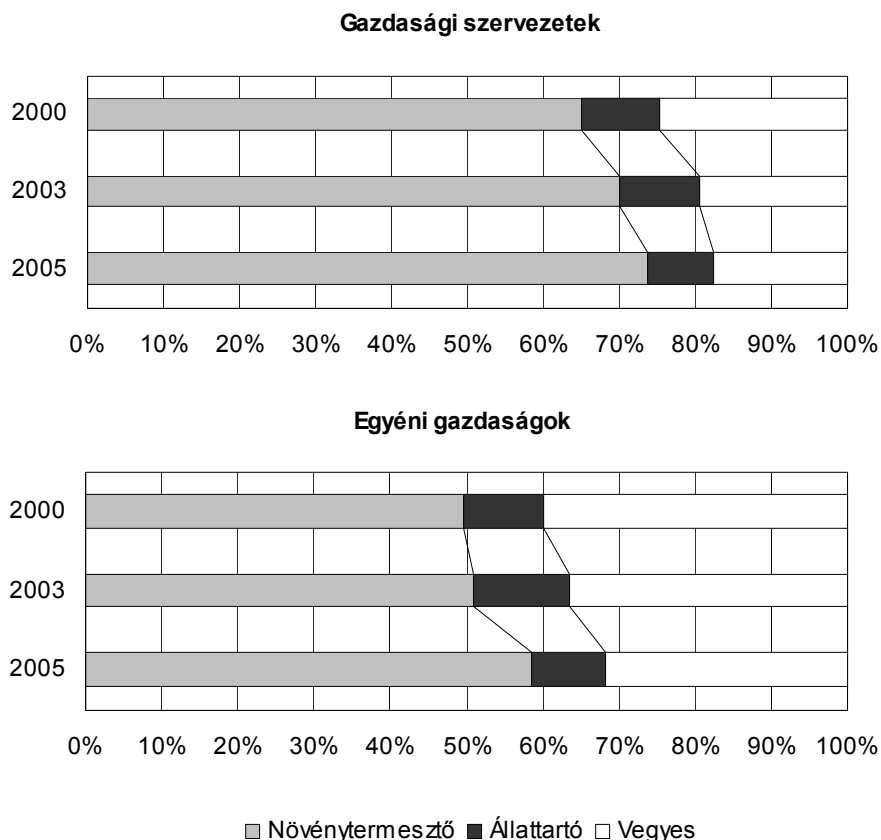 Gazdasági szervezetek
2000
2003
2005
0% 10% 20% 30% 40% 50% 60% 70% 80% 90% 100%
Egyéni gazdaságok
2000
2003
2005
0% 10% 20% 30% 40% 50% 60% 70% 80% 90% 100%
Növénytermesztő Állattartó Vegyes